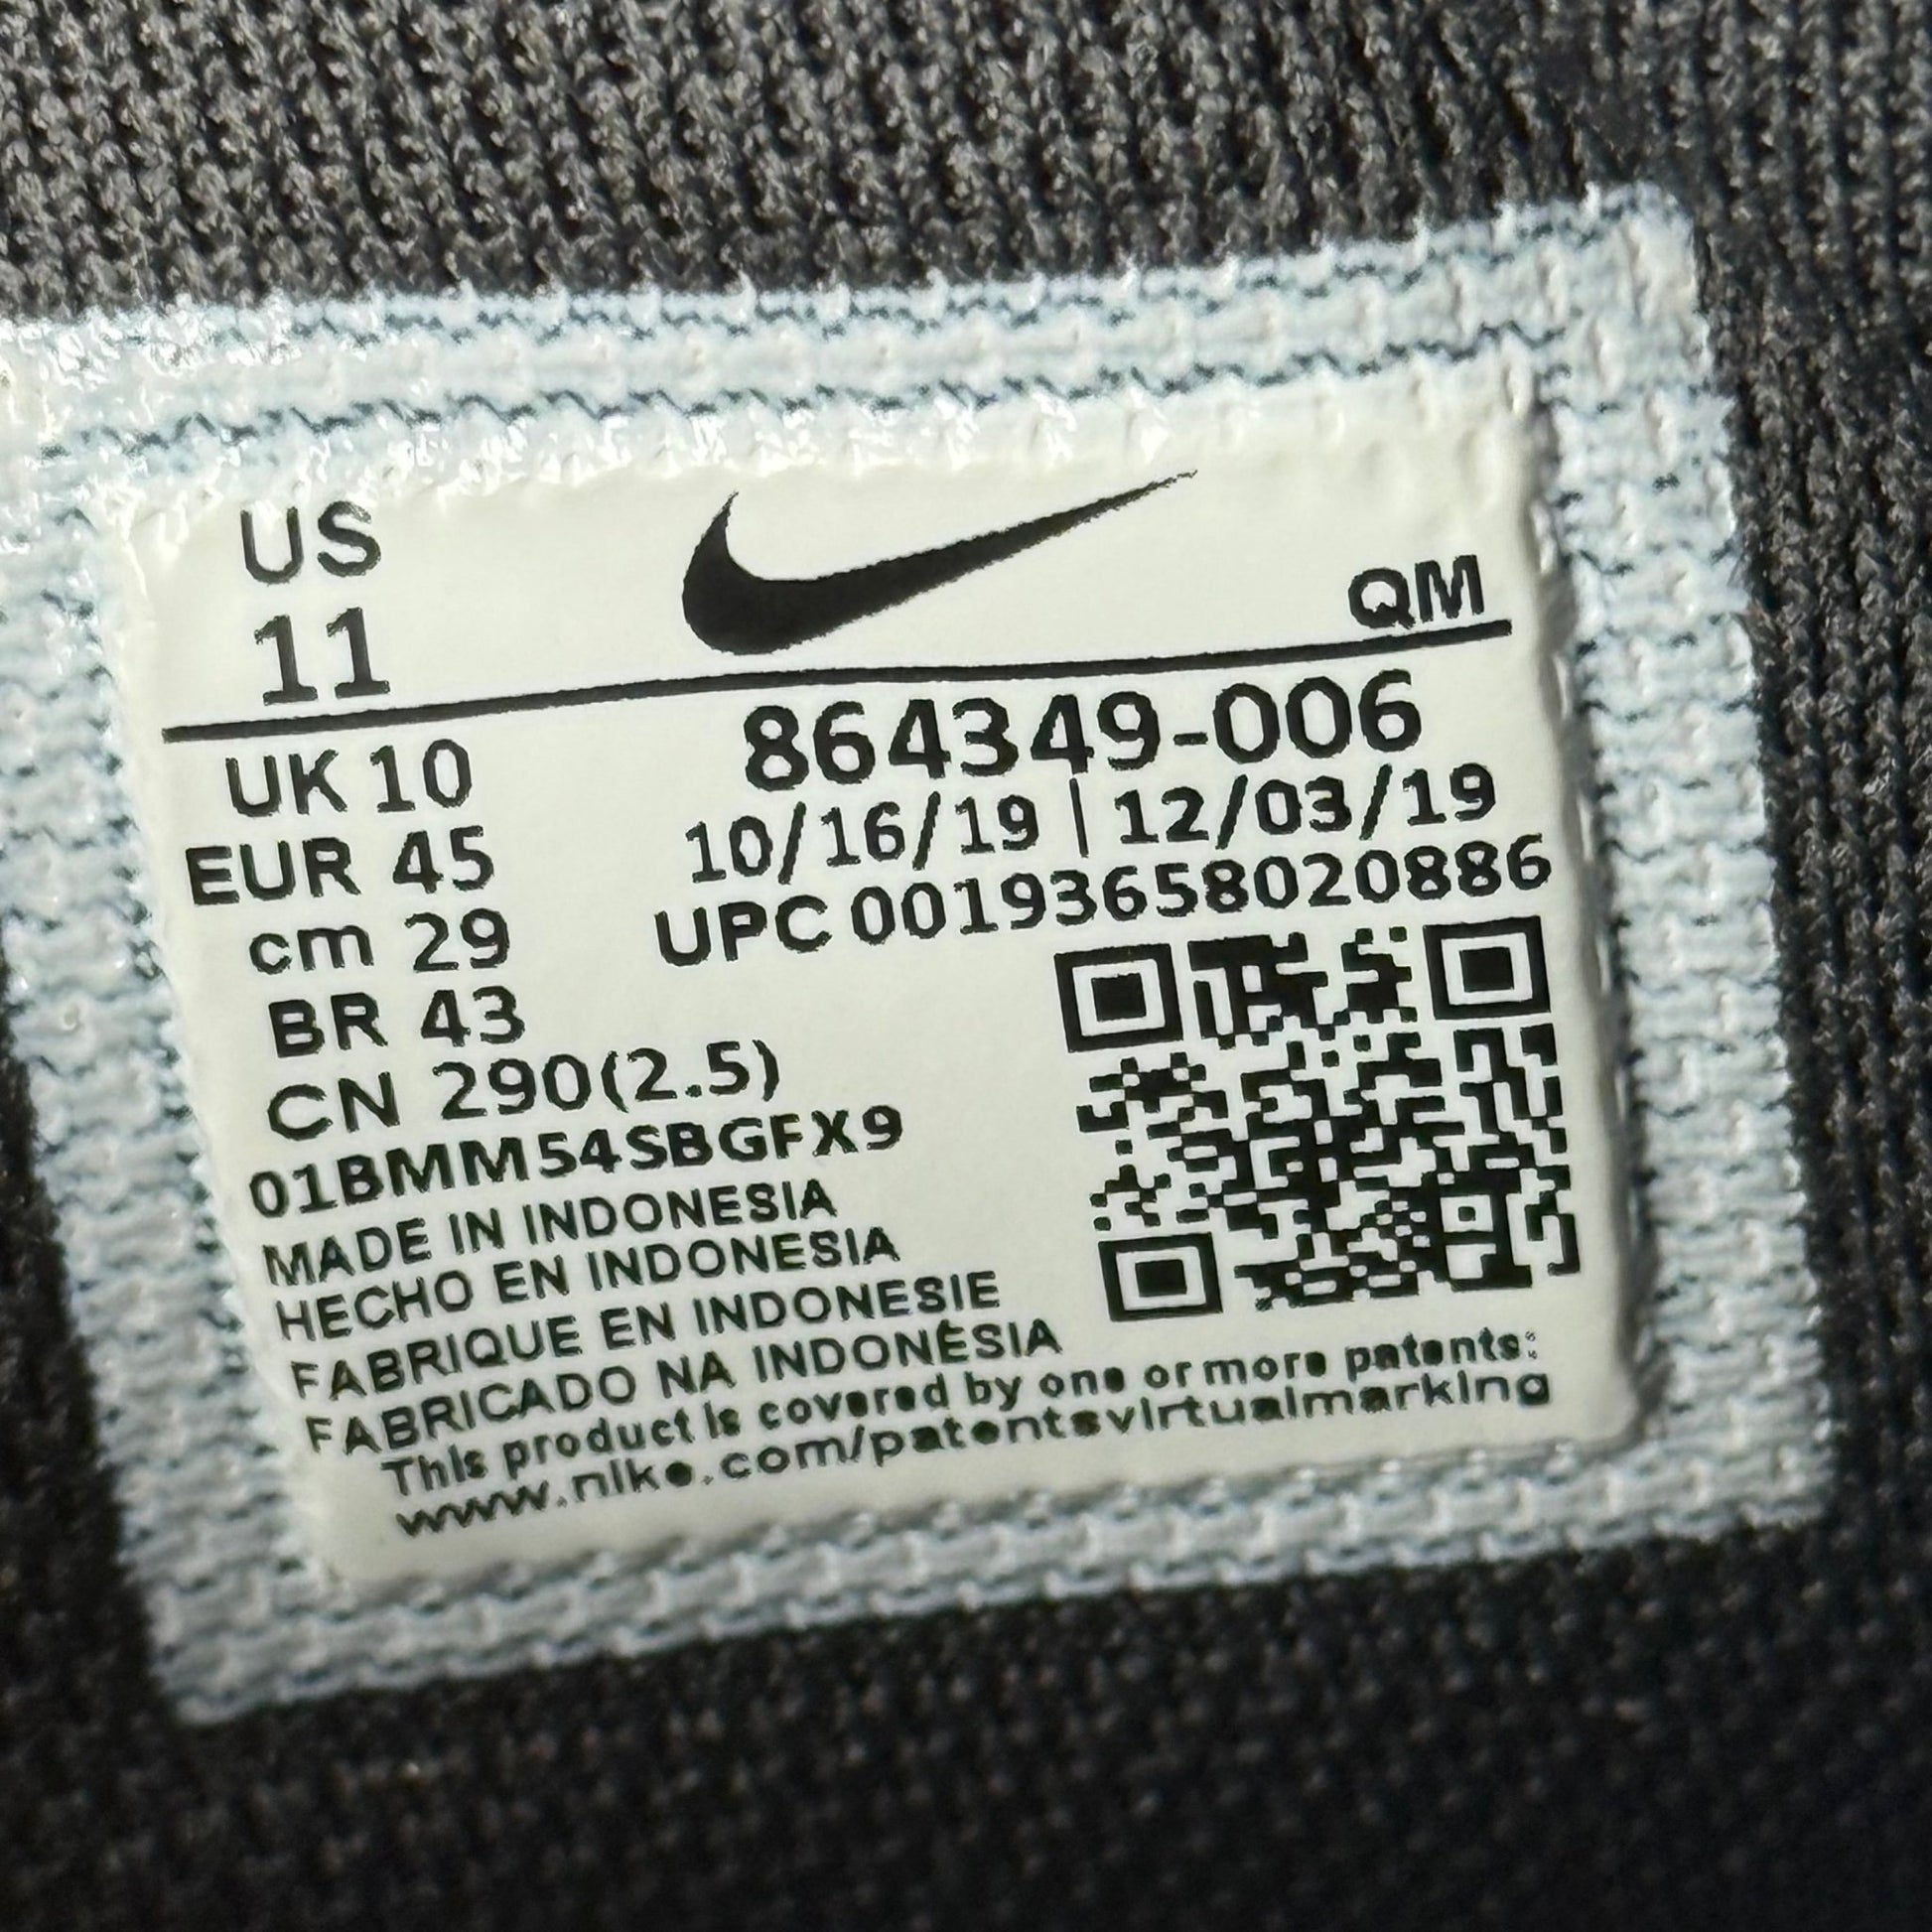 US
11
QM
UK 10
EUR 45
cm 29
BR 43
CN 290(2.5)
864349-006
10/16/19 | 12/03/19
UPC 00193658020886
01BMM54SBGFX9
MADE IN INDONESIA
HECHO EN INDONESIA
FABRIQUE EN INDONESIE
FABRICADO NA INDONÉSIA
This product is covered by one or more patents:
www.nike.com/patentsvirtualmarking